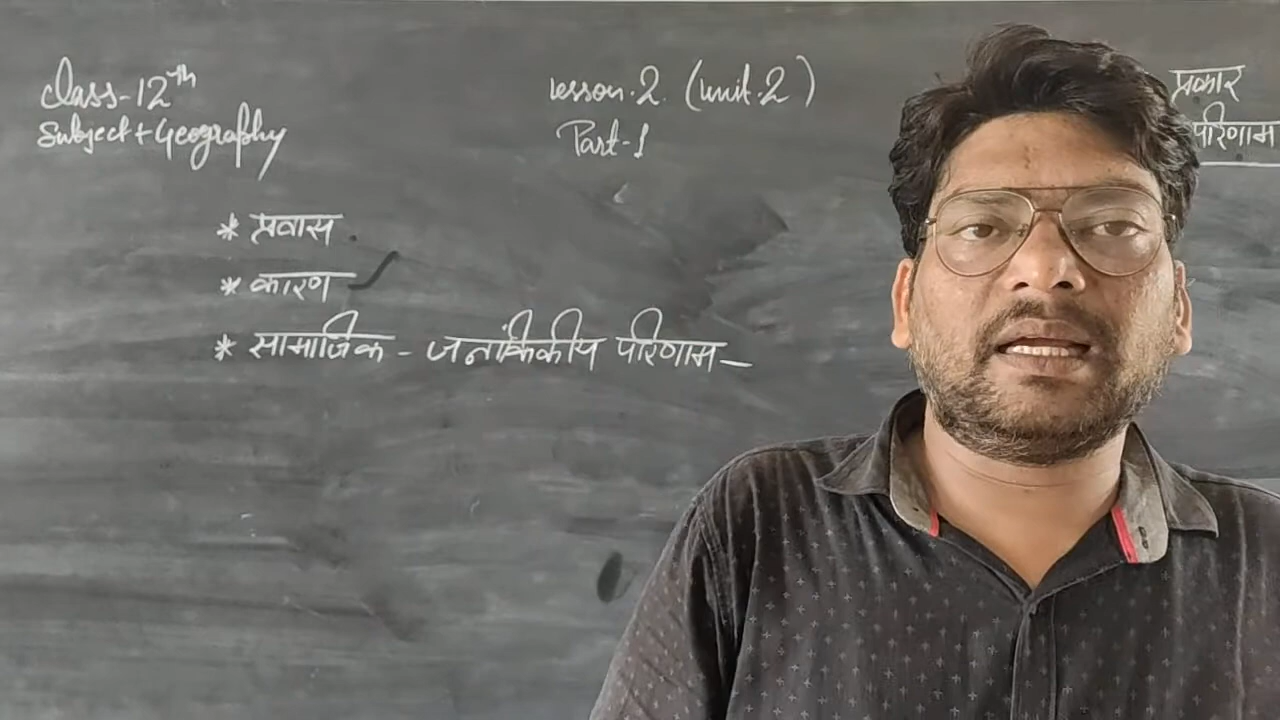 Class-12th
Subject + Geography
Lesson.2. (Unit.2)
Part-1
प्रकार
परिणाम
* प्रवास
* कारण
* सामाजिक - जनांकिकीय परिणाम -